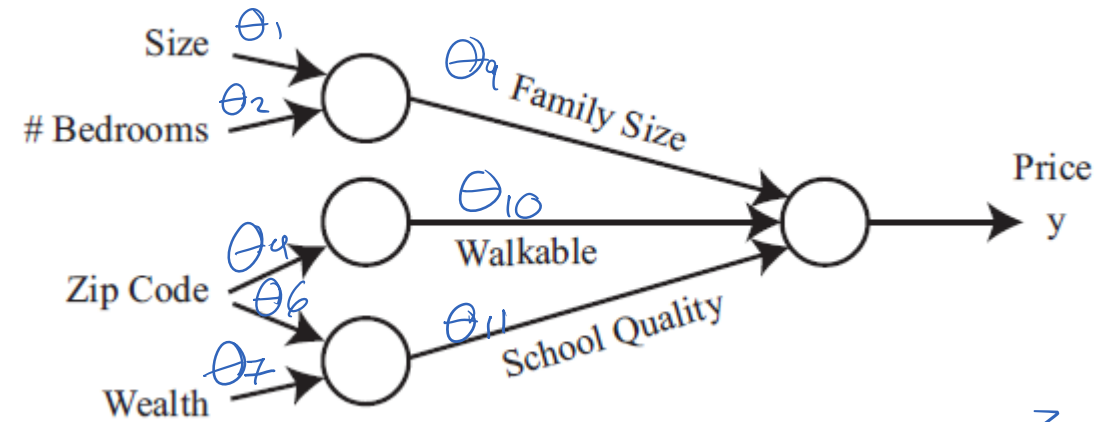 Size θ₁
# Bedrooms θ₂
θ₉ Family Size
θ₁₀
Walkable
Zip Code θ₄
θ₆
θ₁₁ School Quality
Wealth θ₇
Price
y